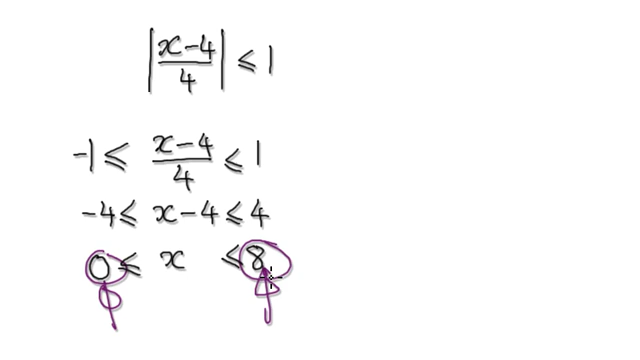 |x-4/4| ≤ 1
-1 ≤ x-4/4 ≤ 1
-4 ≤ x-4 ≤ 4
0 ≤ x ≤ 8